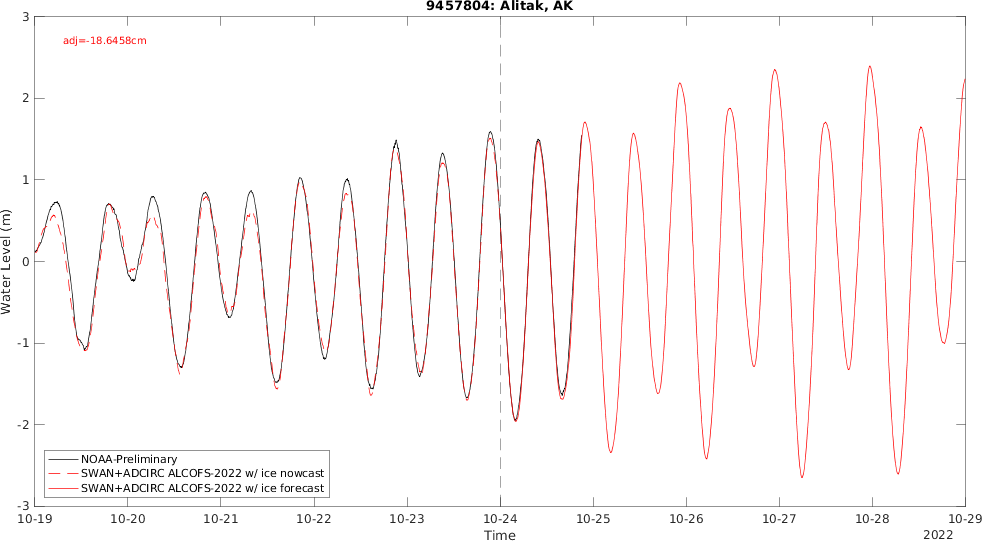 9457804: Alitak, AK
adj=-18.6458cm
3
2
1
0
-1
-2
-3
Water Level (m)
NOAA-Preliminary
SWAN+ADCIRC ALCOFS-2022 w/ ice nowcast
SWAN+ADCIRC ALCOFS-2022 w/ ice forecast
10-19 10-20 10-21 10-22 10-23 10-24 10-25 10-26 10-27 10-28 10-29
Time
2022